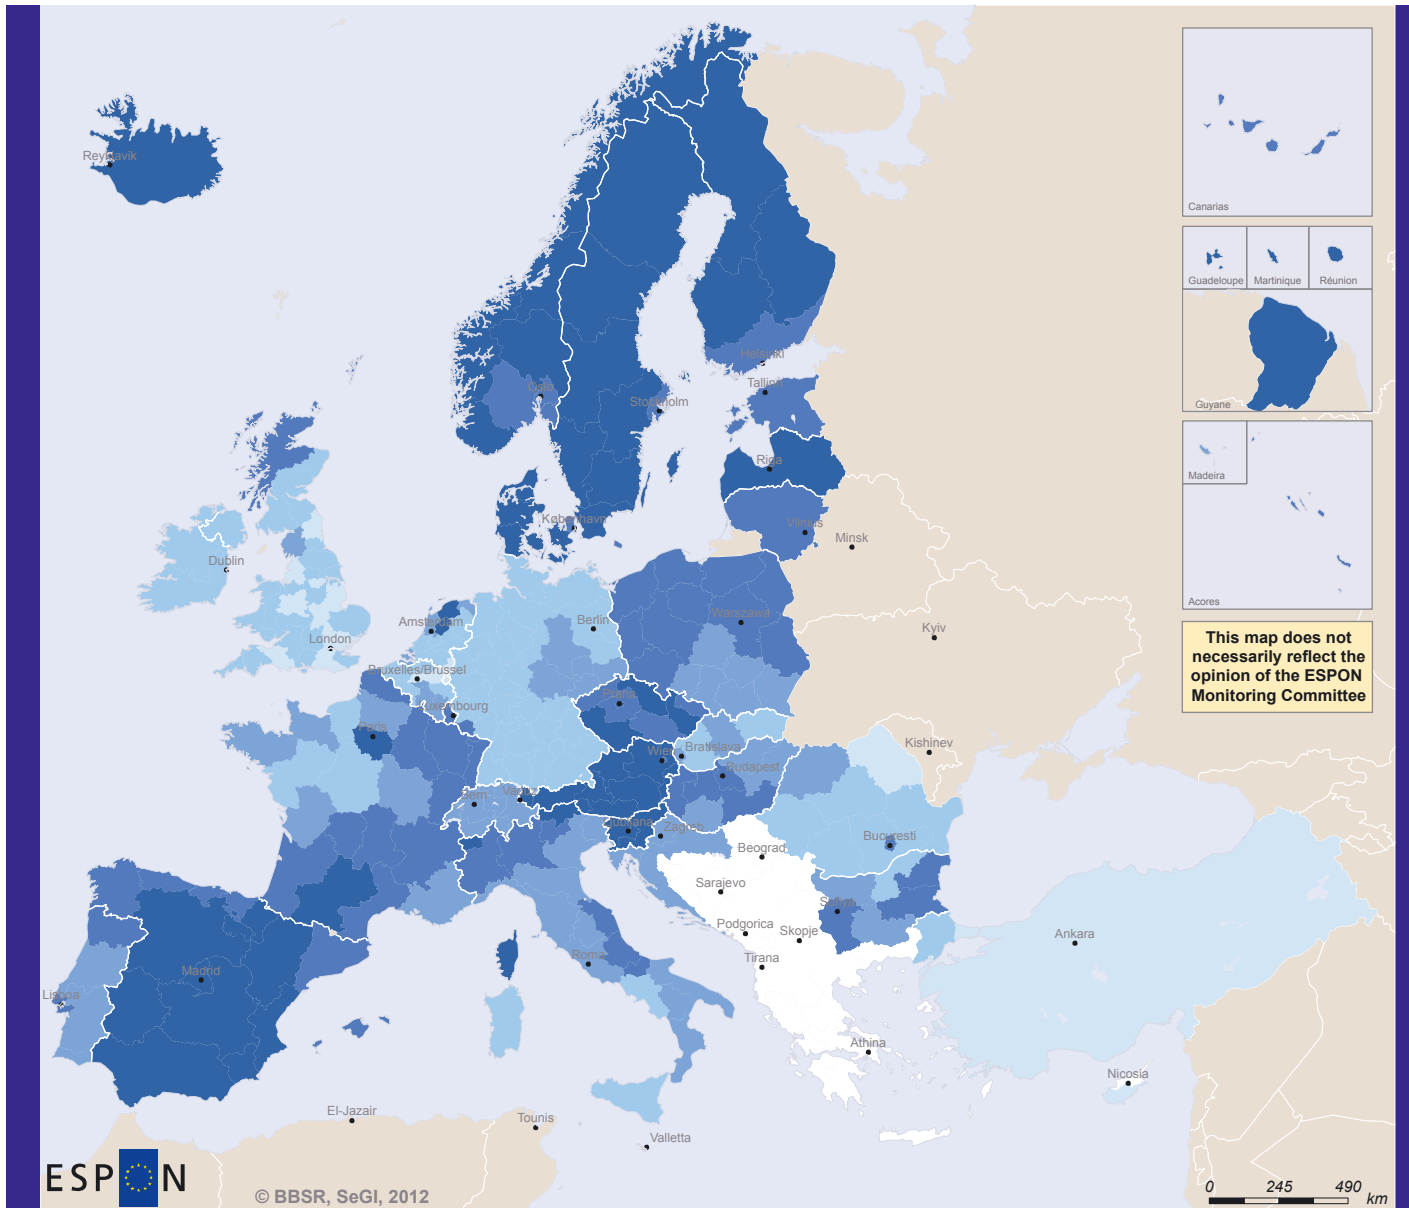 Reykjavik
Canarias
Guadeloupe
Martinique
Réunion
Guyane
Madeira
Acores
This map does not
necessarily reflect the
opinion of the ESPON
Monitoring Committee
Helsinki
Oslo
Tallinn
Stockholm
Riga
København
Vilnius
Minsk
Dublin
Amsterdam
Berlin
Warszawa
Kyiv
London
Bruxelles/Brussel
Praha
Luxembourg
Paris
Wien
Bratislava
Kishinev
Budapest
Bern
Vaduz
Ljubljana
Zagreb
Bucuresti
Beograd
Sarajevo
Sofiya
Podgorica
Skopje
Ankara
Roma
Tirana
Madrid
Lisboa
Athina
Nicosia
El-Jazair
Tounis
Valletta
ESPON
© BBSR, SeGI, 2012
0 245 490
km